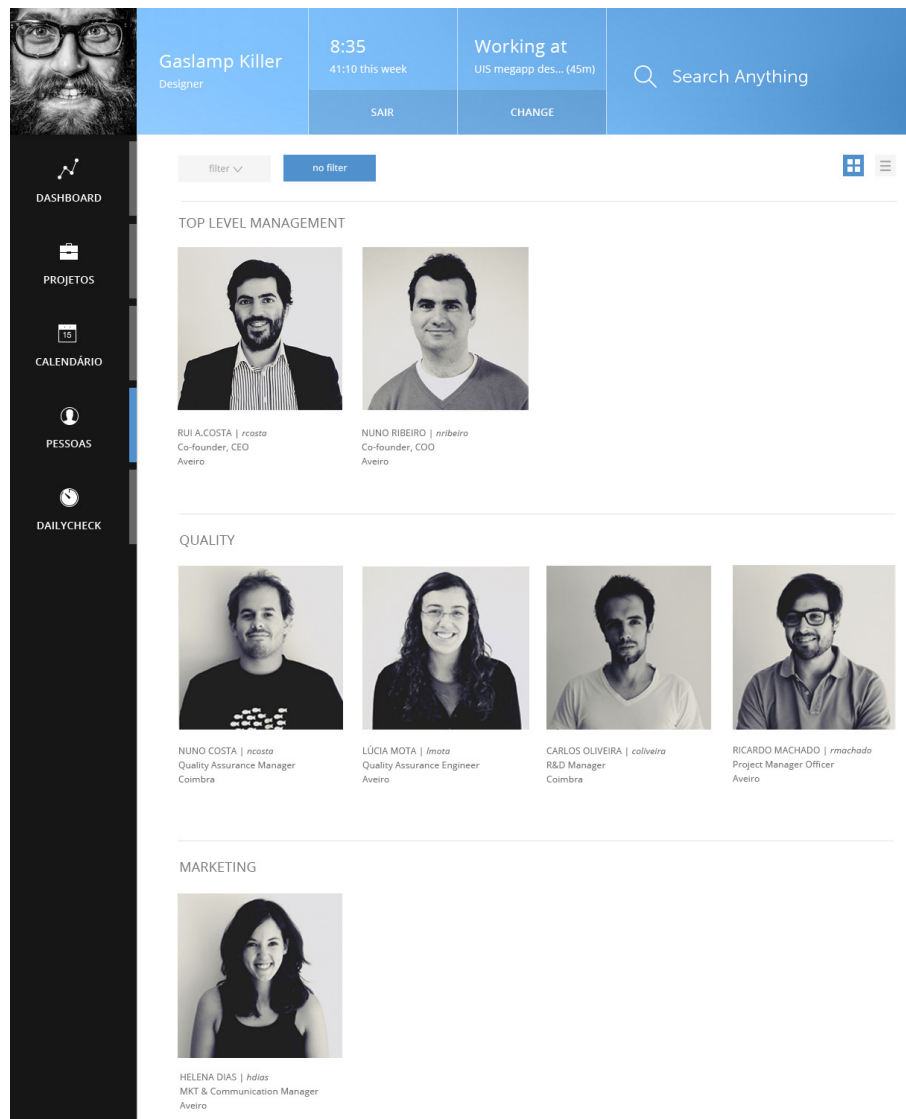 Gaslamp Killer
Designer
8:35
41:10 this week
SAIR
Working at
UIS megapp des... (45m)
CHANGE
Search Anything
DASHBOARD
PROJETOS
15
CALENDÁRIO
PESSOAS
DAILYCHECK
filter
no filter
TOP LEVEL MANAGEMENT
RUI A.COSTA | rcosta
Co-founder, CEO
Aveiro
NUNO RIBEIRO | nribeiro
Co-founder, COO
Aveiro
QUALITY
NUNO COSTA | ncosta
Quality Assurance Manager
Coimbra
LÚCIA MOTA | lmota
Quality Assurance Engineer
Aveiro
CARLOS OLIVEIRA | coliveira
R&D Manager
Coimbra
RICARDO MACHADO | rmachado
Project Manager Officer
Aveiro
MARKETING
HELENA DIAS | hdias
MKT & Communication Manager
Aveiro